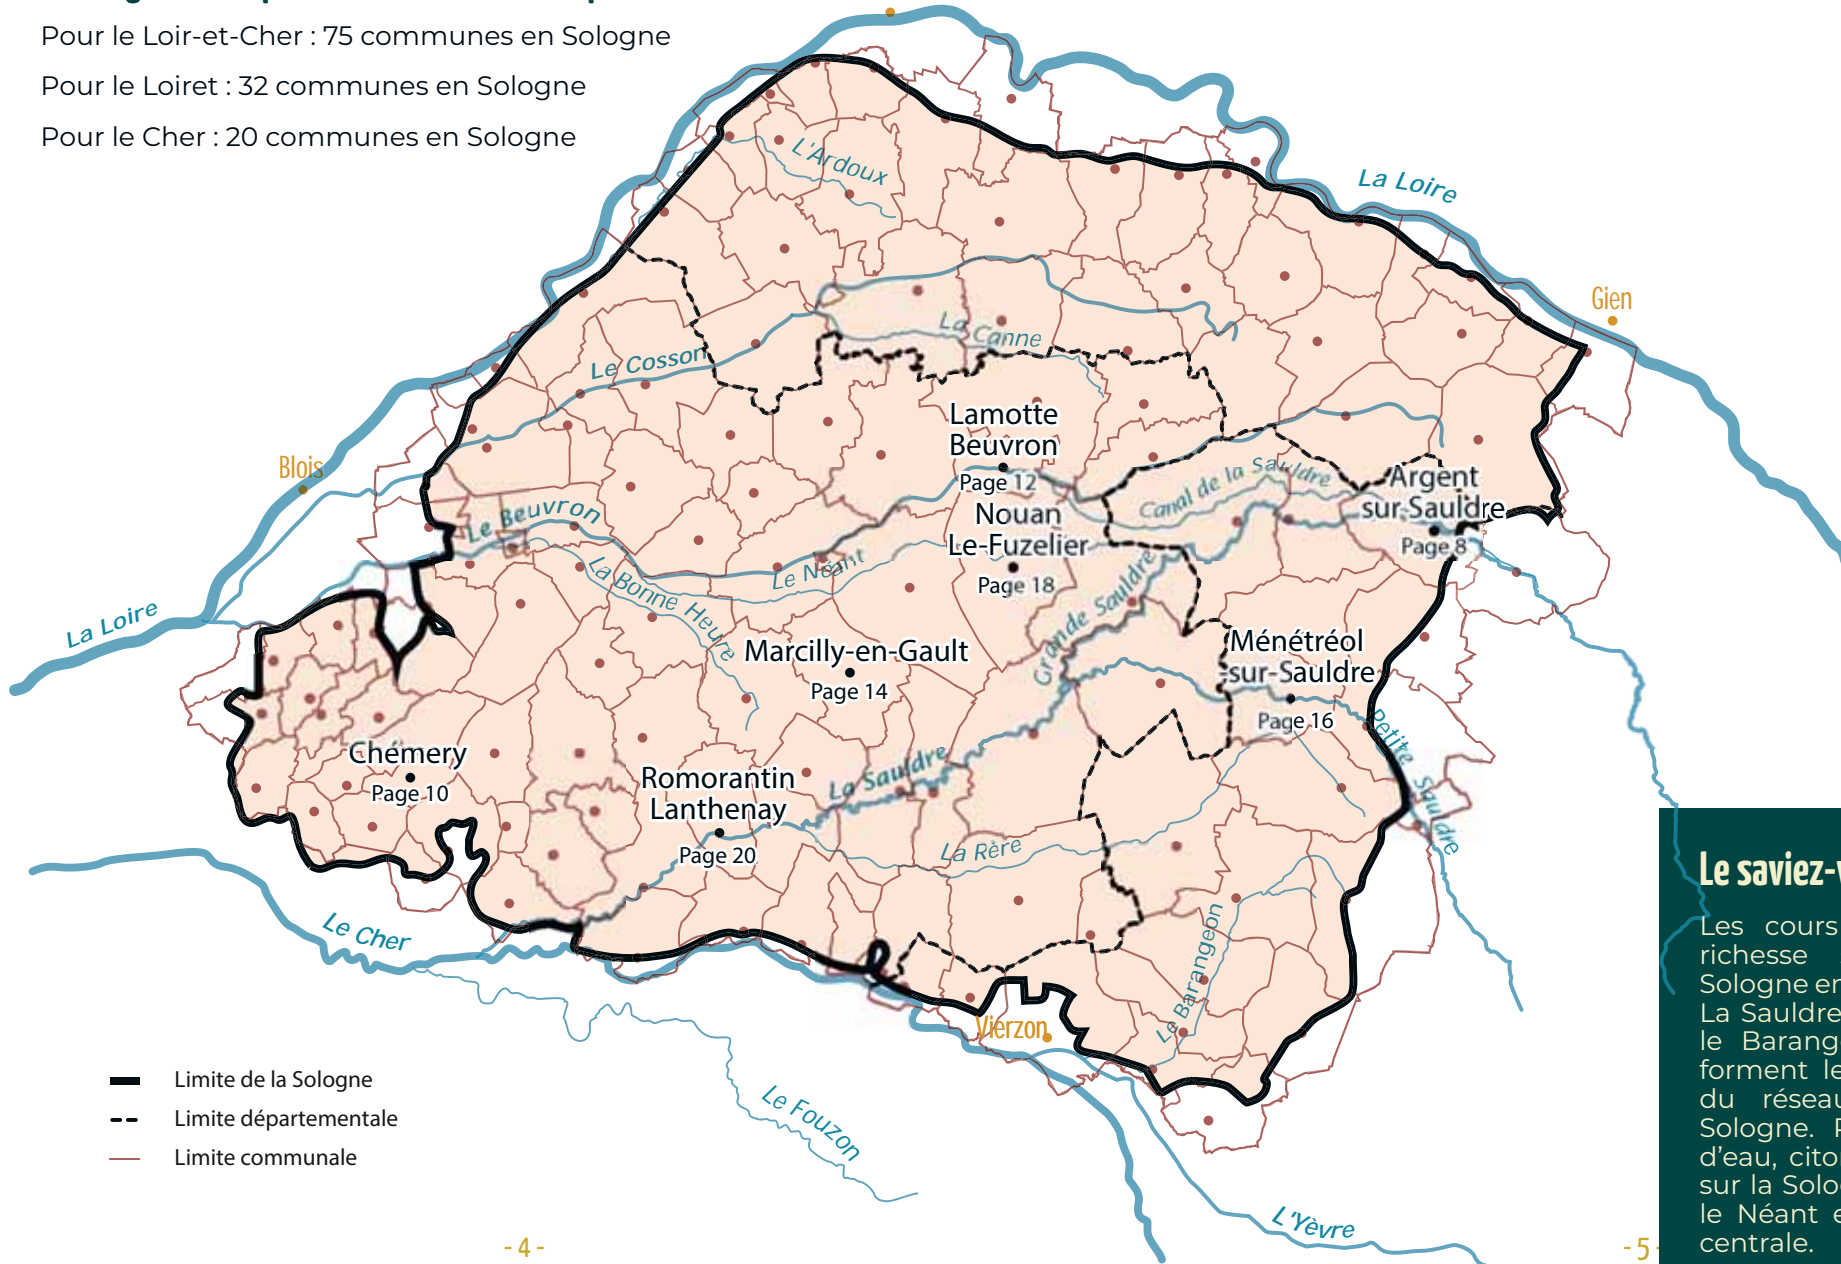 Pour le Loir-et-Cher : 75 communes en Sologne
Pour le Loiret : 32 communes en Sologne
Pour le Cher : 20 communes en Sologne
L'Ardoux
La Loire
Gien
La Canne
Le Cosson
Lamotte
Beuvron
Page 12
Blois
Canal de la Sauldre
Argent
sur-Sauldre
Page 8
Le Beuvron
Nouan
Le-Fuzelier
Page 18
Le Néant
La Bonne Heure
Grande Sauldre
La Loire
Marcilly-en-Gault
Page 14
Ménétréol
-sur-Sauldre
Page 16
Petite Sauldre
Chémery
Page 10
Romorantin
Lanthenay
Page 20
La Sauldre
La Rère
Le Cher
Le Barangeon
Vierzon
Le Fouzon
L'Yèvre
Limite de la Sologne
Limite départementale
Limite communale
Le saviez-v
Les cours
richesse
Sologne en
La Sauldre
le Barang
forment le
du réseau
Sologne.
d'eau, cito
sur la Solo
le Néant e
centrale.
- 4 -
- 5